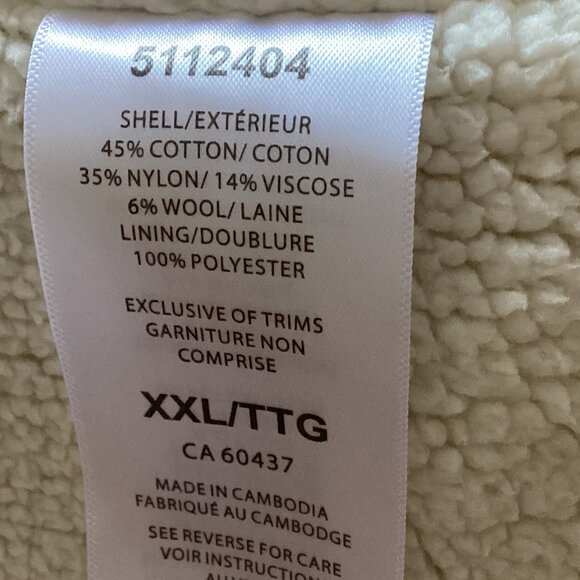 5112404
SHELL/EXTÉRIEUR
45% COTTON/ COTON
35% NYLON/ 14% VISCOSE
6% WOOL/ LAINE
LINING/DOUBLURE
100% POLYESTER
EXCLUSIVE OF TRIMS
GARNITURE NON
COMPRISE
XXL/TTG
CA 60437
MADE IN CAMBODIA
FABRIQUÉ AU CAMBODGE
SEE REVERSE FOR CARE
VOIR INSTRUCTION